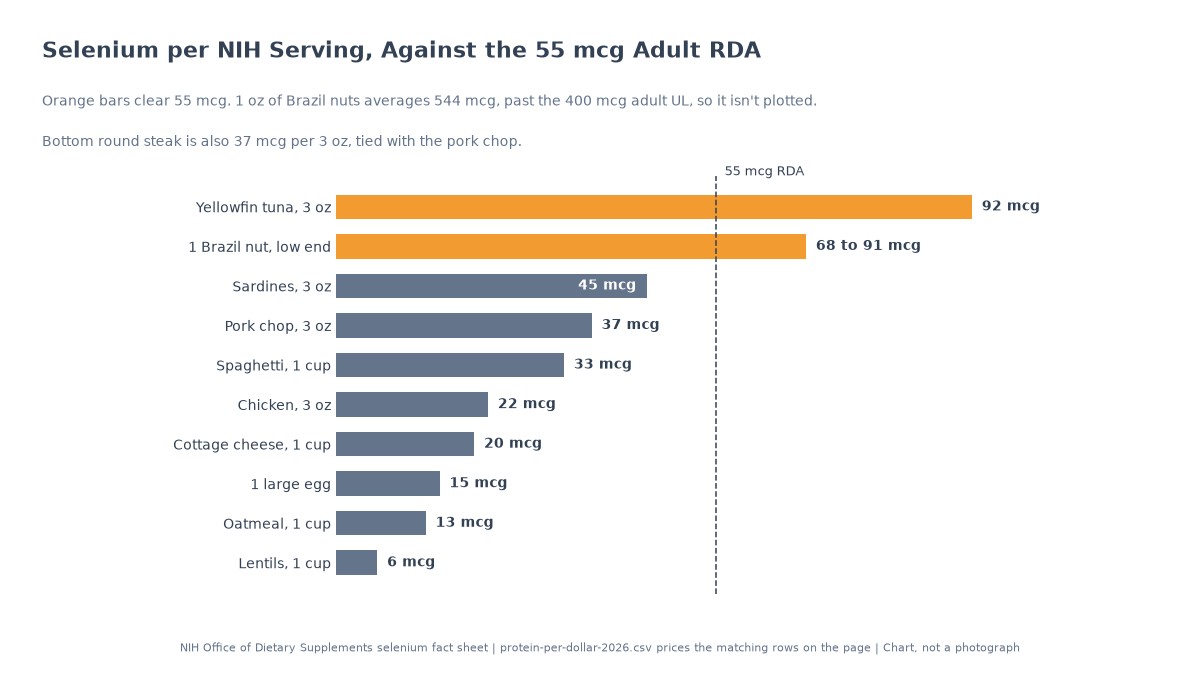 Selenium per NIH Serving, Against the 55 mcg Adult RDA
Orange bars clear 55 mcg. 1 oz of Brazil nuts averages 544 mcg, past the 400 mcg adult UL, so it isn't plotted.
Bottom round steak is also 37 mcg per 3 oz, tied with the pork chop.
55 mcg RDA
Yellowfin tuna, 3 oz 92 mcg
1 Brazil nut, low end 68 to 91 mcg
Sardines, 3 oz 45 mcg
Pork chop, 3 oz 37 mcg
Spaghetti, 1 cup 33 mcg
Chicken, 3 oz 22 mcg
Cottage cheese, 1 cup 20 mcg
1 large egg 15 mcg
Oatmeal, 1 cup 13 mcg
Lentils, 1 cup 6 mcg
NIH Office of Dietary Supplements selenium fact sheet | protein-per-dollar-2026.csv prices the matching rows on the page | Chart, not a photograph